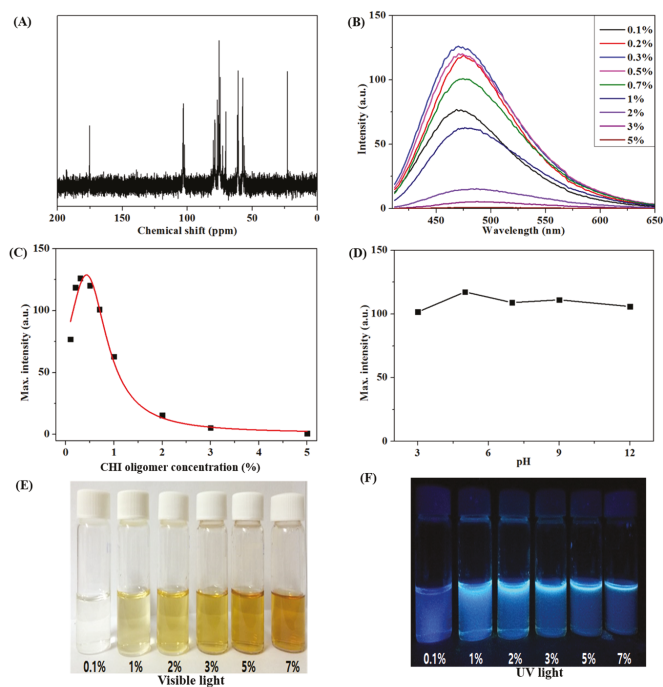 (A)
200 150 100 50 0
Chemical shift (ppm)
(B)
150
100
50
0
Intensity (a.u.)
450 500 550 600 650
Wavelength (nm)
0.1%
0.2%
0.3%
0.5%
0.7%
1%
2%
3%
5%
(C)
150
100
50
0
Max. intensity (a.u.)
0 1 2 3 4 5
CHI oligomer concentration (%)
(D)
150
100
50
0
Max. intensity (a.u.)
3 6 9 12
pH
(E)
0.1% 1% 2% 3% 5% 7%
Visible light
(F)
0.1% 1% 2% 3% 5% 7%
UV light